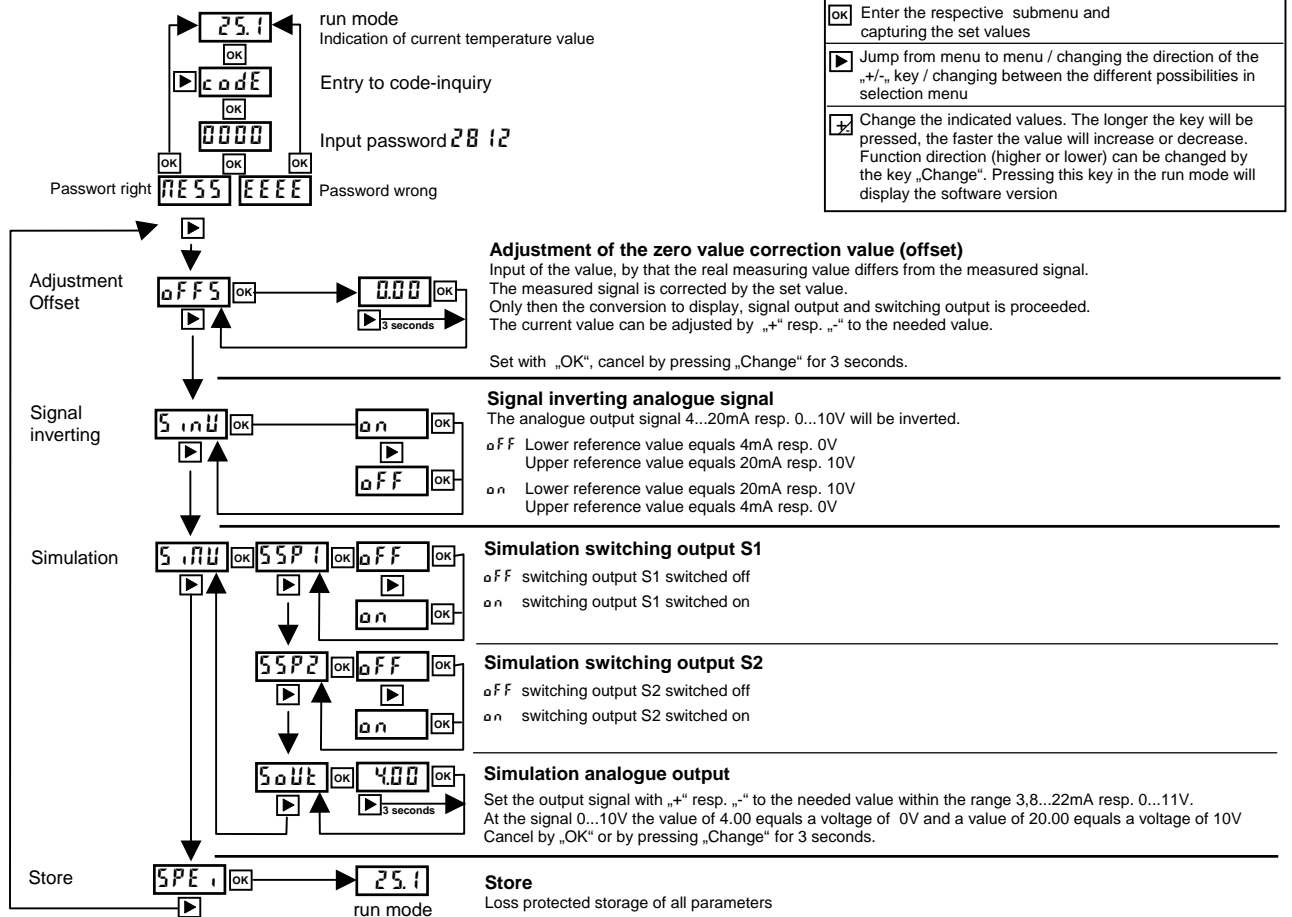 25.1
run mode
Indication of current temperature value
OK
codE
Entry to code-inquiry
OK
0000
Input password 2812
OK OK OK
Passwort right MESS EEEE Password wrong
OK Enter the respective submenu and
capturing the set values
Jump from menu to menu / changing the direction of the
„+/-„ key / changing between the different possibilities in
selection menu
+/- Change the indicated values. The longer the key will be
pressed, the faster the value will increase or decrease.
Function direction (higher or lower) can be changed by
the key „Change“. Pressing this key in the run mode will
display the software version
Adjustment
Offset
oFFS OK 0.00 OK
3 seconds
Adjustment of the zero value correction value (offset)
Input of the value, by that the real measuring value differs from the measured signal.
The measured signal is corrected by the set value.
Only then the conversion to display, signal output and switching output is proceeded.
The current value can be adjusted by „+“ resp. „-“ to the needed value.
Set with „OK“, cancel by pressing „Change“ for 3 seconds.
Signal
inverting
SinU OK on OK
oFF OK
Signal inverting analogue signal
The analogue output signal 4...20mA resp. 0...10V will be inverted.
oFF Lower reference value equals 4mA resp. 0V
Upper reference value equals 20mA resp. 10V
on Lower reference value equals 20mA resp. 10V
Upper reference value equals 4mA resp. 0V
Simulation
SiMU OK SSP1 OK oFF OK
on OK
Simulation switching output S1
oFF switching output S1 switched off
on switching output S1 switched on
SSP2 OK oFF OK
on OK
Simulation switching output S2
oFF switching output S2 switched off
on switching output S2 switched on
SoUt OK 4.00 OK
3 seconds
Simulation analogue output
Set the output signal with „+“ resp. „-“ to the needed value within the range 3,8...22mA resp. 0...11V.
At the signal 0...10V the value of 4.00 equals a voltage of 0V and a value of 20.00 equals a voltage of 10V
Cancel by „OK“ or by pressing „Change“ for 3 seconds.
Store
SPEi OK 25.1
run mode
Store
Loss protected storage of all parameters